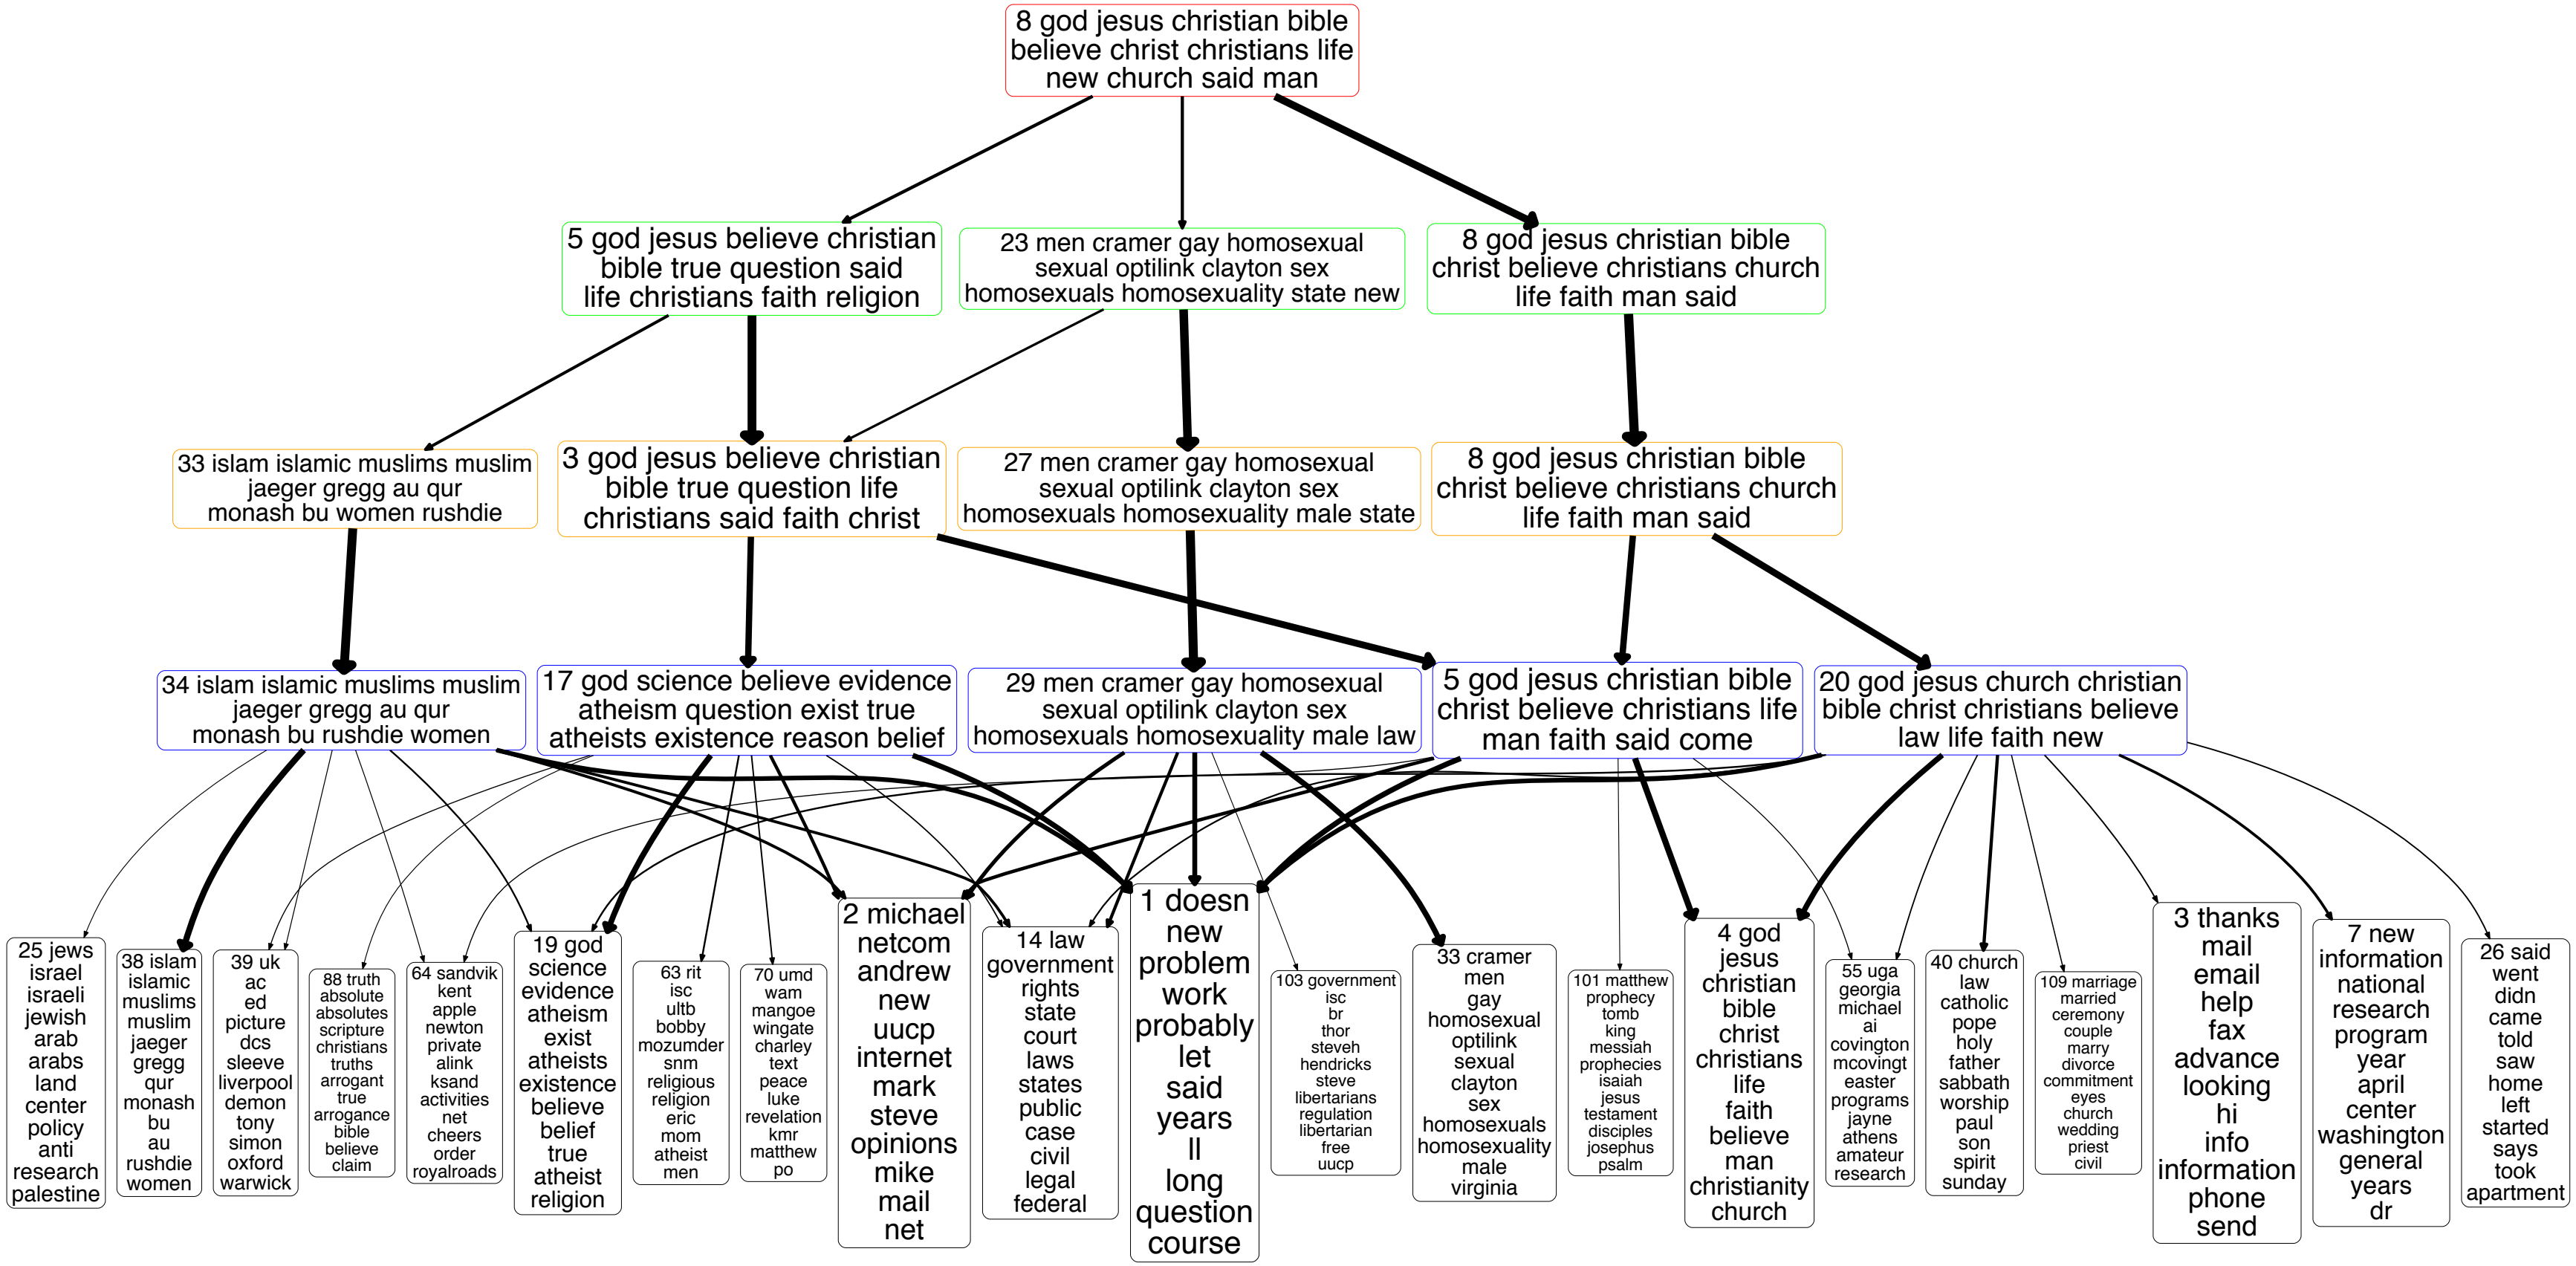 8 god jesus christian bible
believe christ christians life
new church said man
5 god jesus believe christian
bible true question said
life christians faith religion
23 men cramer gay homosexual
sexual optilink clayton sex
homosexuals homosexuality state new
8 god jesus christian bible
christ believe christians church
life faith man said
33 islam islamic muslims muslim
jaeger gregg au qur
monash bu women rushdie
3 god jesus believe christian
bible true question life
christians said faith christ
27 men cramer gay homosexual
sexual optilink clayton sex
homosexuals homosexuality male state
8 god jesus christian bible
christ believe christians church
life faith man said
34 islam islamic muslims muslim
jaeger gregg au qur
monash bu rushdie women
17 god science believe evidence
atheism question exist true
atheists existence reason belief
29 men cramer gay homosexual
sexual optilink clayton sex
homosexuals homosexuality male law
5 god jesus christian bible
christ believe christians life
man faith said come
20 god jesus church christian
bible christ christians believe
law life faith new
25 jews
israel
israeli
jewish
arab
arabs
land
center
policy
anti
research
palestine
38 islam
islamic
muslims
muslim
jaeger
gregg
qur
monash
bu
au
rushdie
women
39 uk
ac
ed
picture
dcs
sleeve
liverpool
demon
tony
simon
oxford
warwick
88 truth
absolute
absolutes
scripture
christians
truths
arrogant
true
arrogance
bible
believe
claim
64 sandvik
kent
apple
newton
private
alink
ksand
activities
net
cheers
order
royalroads
19 god
science
evidence
atheism
exist
atheists
existence
believe
belief
true
atheist
religion
63 rit
isc
ultb
bobby
mozumder
snm
religious
religion
eric
mom
atheist
men
70 umd
wam
mangoe
wingate
charley
text
peace
luke
revelation
kmr
matthew
po
2 michael
netcom
andrew
new
uucp
internet
mark
steve
opinions
mike
mail
net
14 law
government
rights
state
court
laws
states
public
case
civil
legal
federal
1 doesn
new
problem
work
probably
let
said
years
ll
long
question
course
103 government
isc
br
thor
steveh
hendricks
steve
libertarians
regulation
libertarian
free
uucp
33 cramer
men
gay
homosexual
optilink
sexual
clayton
sex
homosexuals
homosexuality
male
virginia
101 matthew
prophecy
tomb
king
messiah
prophecies
isaiah
jesus
testament
disciples
josephus
psalm
4 god
jesus
christian
bible
christ
christians
life
faith
believe
man
christianity
church
55 uga
georgia
michael
ai
covington
mcovingt
easter
programs
jayne
athens
amateur
research
40 church
law
catholic
pope
holy
father
sabbath
worship
paul
son
spirit
sunday
109 marriage
married
ceremony
couple
marry
divorce
commitment
eyes
church
wedding
priest
civil
3 thanks
mail
email
help
fax
advance
looking
hi
info
information
phone
send
7 new
information
national
research
program
year
april
center
washington
general
years
dr
26 said
went
didn
came
told
saw
home
left
started
says
took
apartment